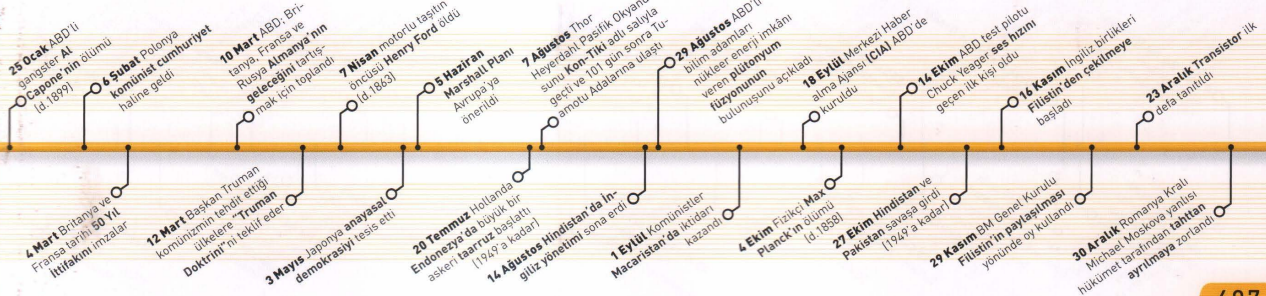 25 Ocak ABD'li
gangster Al
Capone'nin ölümü
(d.1899)
6 Şubat Polonya
komünist cumhuriyet
haline geldi
10 Mart ABD: Bri-
tanya, Fransa ve
Rusya Almanya'nın
geleceğini tartış-
mak için toplandı
7 Nisan motorlu taşıtın
öncüsü Henry Ford öldü
(d.1863)
5 Haziran
Marshall Planı
Avrupa ya
önerildi
7 Ağustos Thor
Heyerdahl Pasifik Okyanu
sunu Kon-Tiki adlı salıyla
geçti ve 101 gün sonra Tu-
amotu Adalarına ulaştı
29 Ağustos ABD'li
bilim adamları
nükleer enerji imkânı
veren plütonyum
füzyonunun
bulunuşunu açıkladı
18 Eylül Merkezi Haber
alma Ajansı (CIA) ABD'de
kuruldu
14 Ekim ABD test pilotu
Chuck Yeager ses hızını
geçen ilk kişi oldu
16 Kasım İngiliz birlikleri
Filistin'den çekilmeye
başladı
23 Aralık Transistor ilk
defa tanıtıldı
4 Mart Britanya ve
Fransa tarihi 50 Yıl
İttifakını imzalar
12 Mart Başkan Truman
komünizmin tehdit ettiği
ülkelere "Truman
Doktrini"ni teklif eder
3 Mayıs Japonya anayasal
demokrasiyi tesis etti
20 Temmuz Hollanda
Endonezya'da büyük bir
askeri taarruz başlattı
(1949'a kadar)
14 Ağustos Hindistan'da İn-
giliz yönetimi sona erdi
1 Eylül Komünistler
Macaristan'da iktidarı
kazandı
4 Ekim Fizikçi Max
Planck'in ölümü
(d.1858)
27 Ekim Hindistan ve
Pakistan savaşa girdi
(1949'a kadar)
29 Kasım BM Genel Kurulu
Filistin'in paylaşılması
yönünde oy kullandı
30 Aralık Romanya Kralı
Michael Moskova yanlısı
hükümet tarafından tahttan
ayrılmaya zorlandı